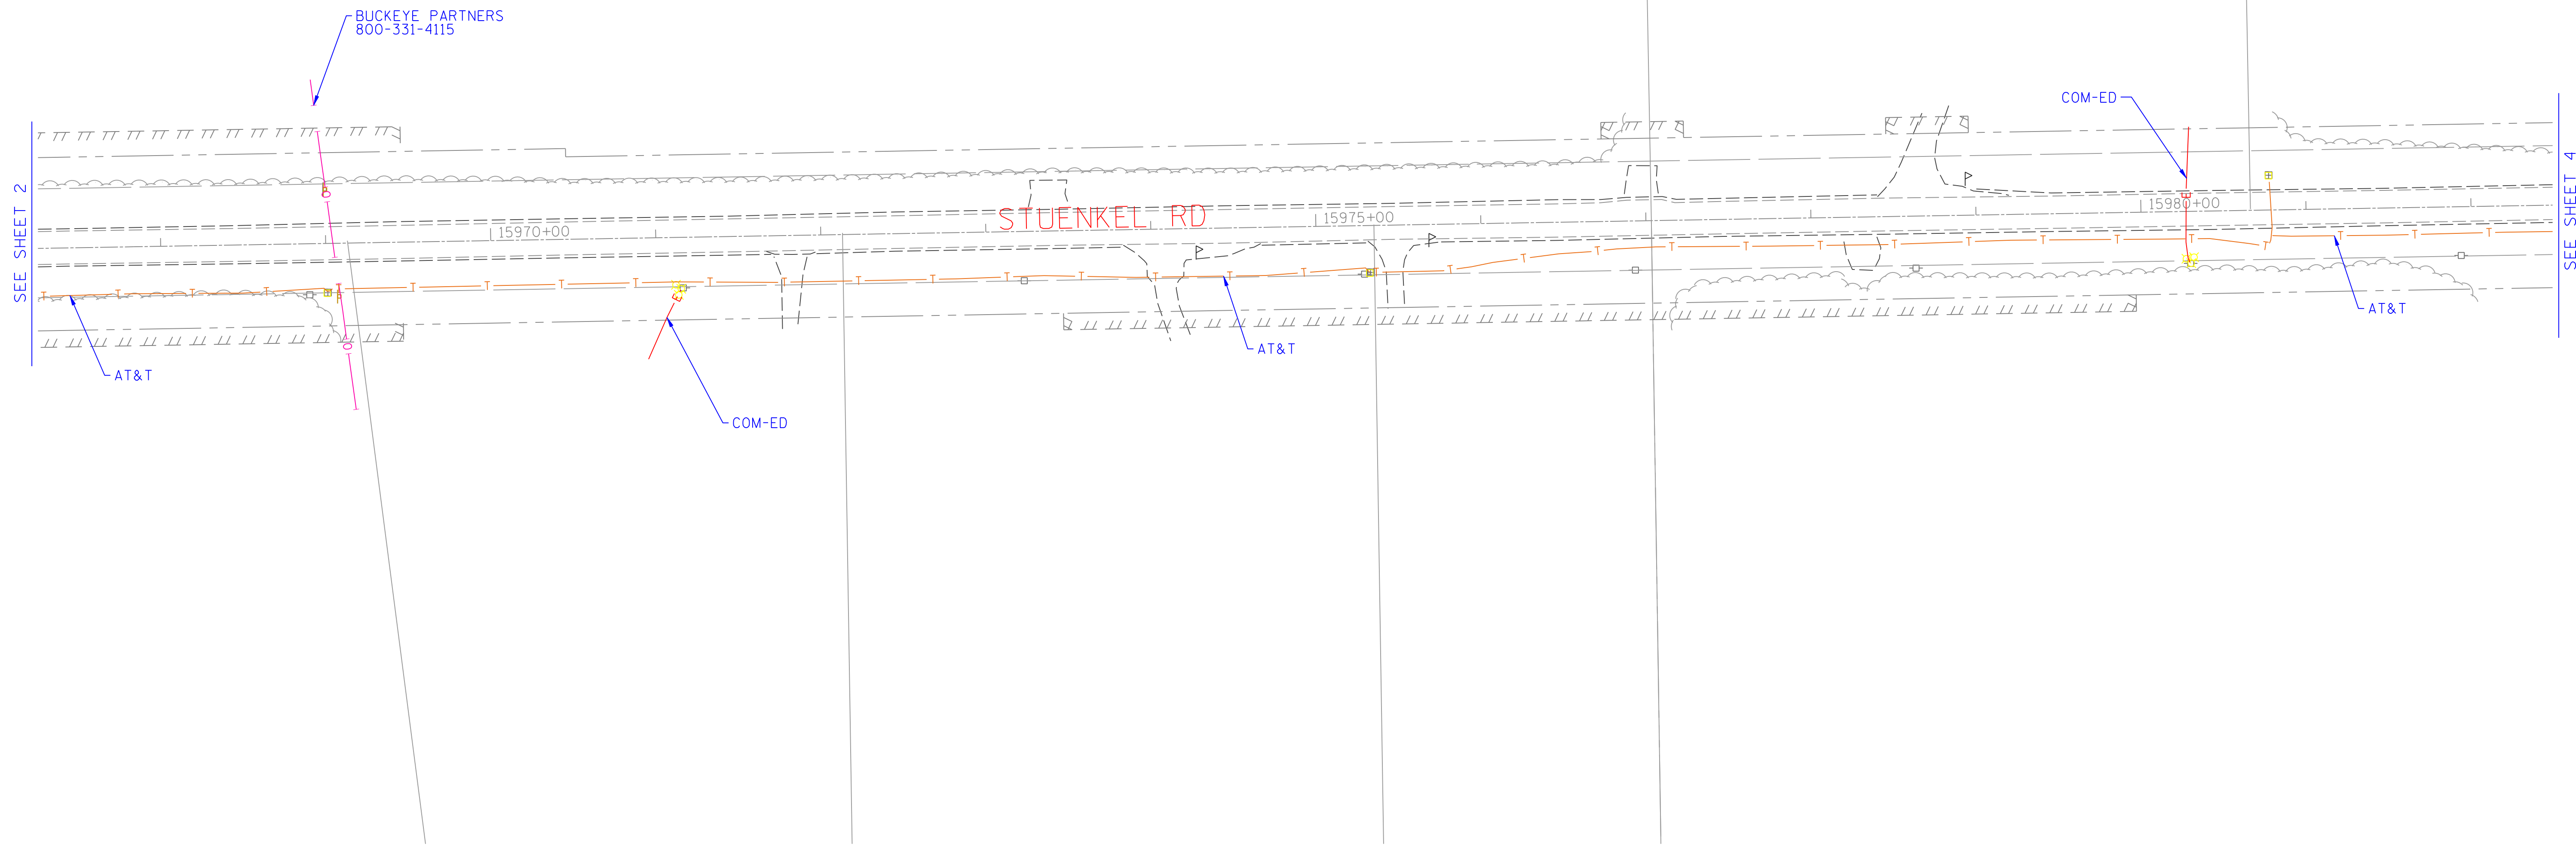 BUCKEYE PARTNERS
800-331-4115
COM-ED
SEE SHEET 2
SEE SHEET 4
STUENKEL RD
15970+00
15975+00
15980+00
O
E
T T T T T T T T T T T T T T T T T T T T T T T T T T T T T T T T T T
E
O
AT&T
AT&T
AT&T
COM-ED